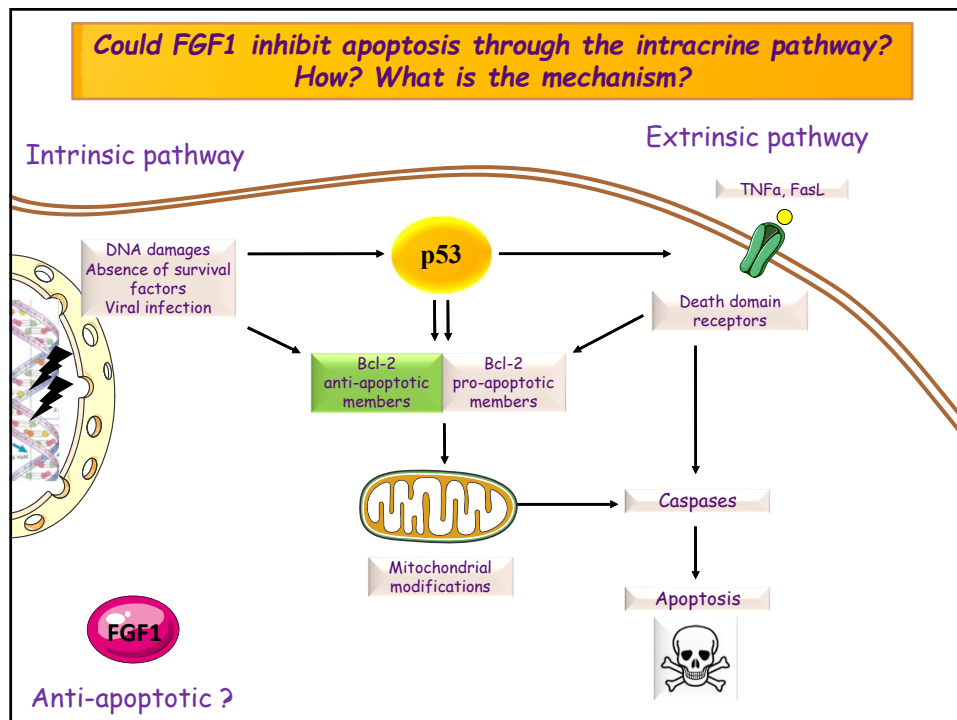 Could FGF1 inhibit apoptosis through the intracrine pathway?
How? What is the mechanism?
Intrinsic pathway
Extrinsic pathway
TNFa, FasL
DNA damages
Absence of survival
factors
Viral infection
p53
Death domain
receptors
Bcl-2
anti-apoptotic
members
Bcl-2
pro-apoptotic
members
Caspases
Mitochondrial
modifications
Apoptosis
FGF1
Anti-apoptotic ?